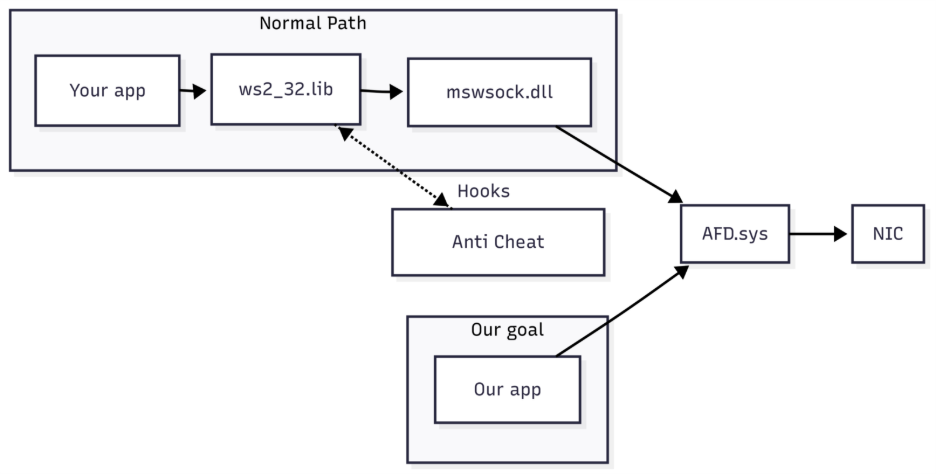 Normal Path
Your app
ws2_32.lib
mswsock.dll
Hooks
Anti Cheat
AFD.sys
NIC
Our goal
Our app